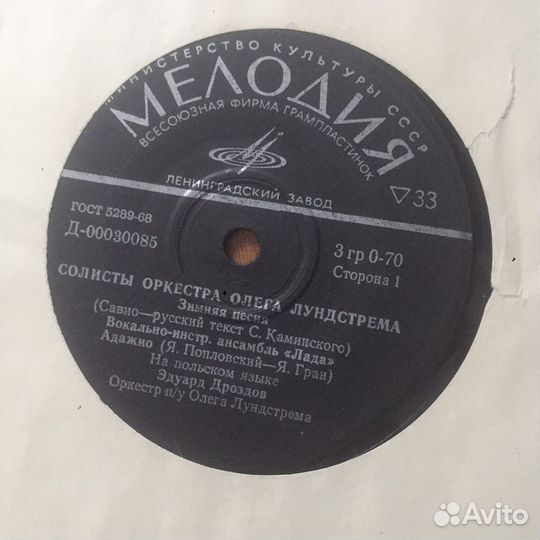 МИНИСТЕРСТВО КУЛЬТУРЫ СССР
МЕЛОДИЯ
ВСЕСОЮЗНАЯ ФИРМА ГРАМПЛАСТИНОК
ЛЕНИНГРАДСКИЙ ЗАВОД
▽33
ГОСТ 5289-68
Д-00030085
3 гр 0-70
Сторона 1
СОЛИСТЫ ОРКЕСТРА ОЛЕГА ЛУНДСТРЕМА
Зимняя песня
(Савио—русский текст С. Каминского)
Вокально-инстр. ансамбль «Лада»
Адажио (Я. Попловский—Я. Гран)
На польском языке
Эдуард Дроздов
Оркестр п/у Олега Лундстрема
Avito